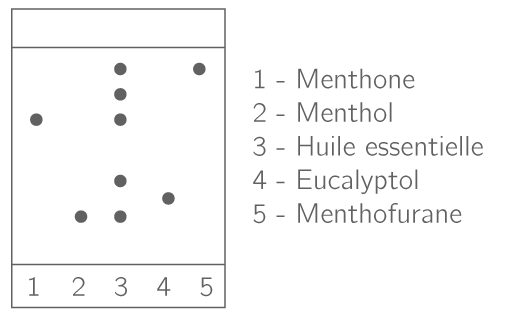 1 - Menthone
2 - Menthol
3 - Huile essentielle
4 - Eucalyptol
5 - Menthofurane
1 2 3 4 5